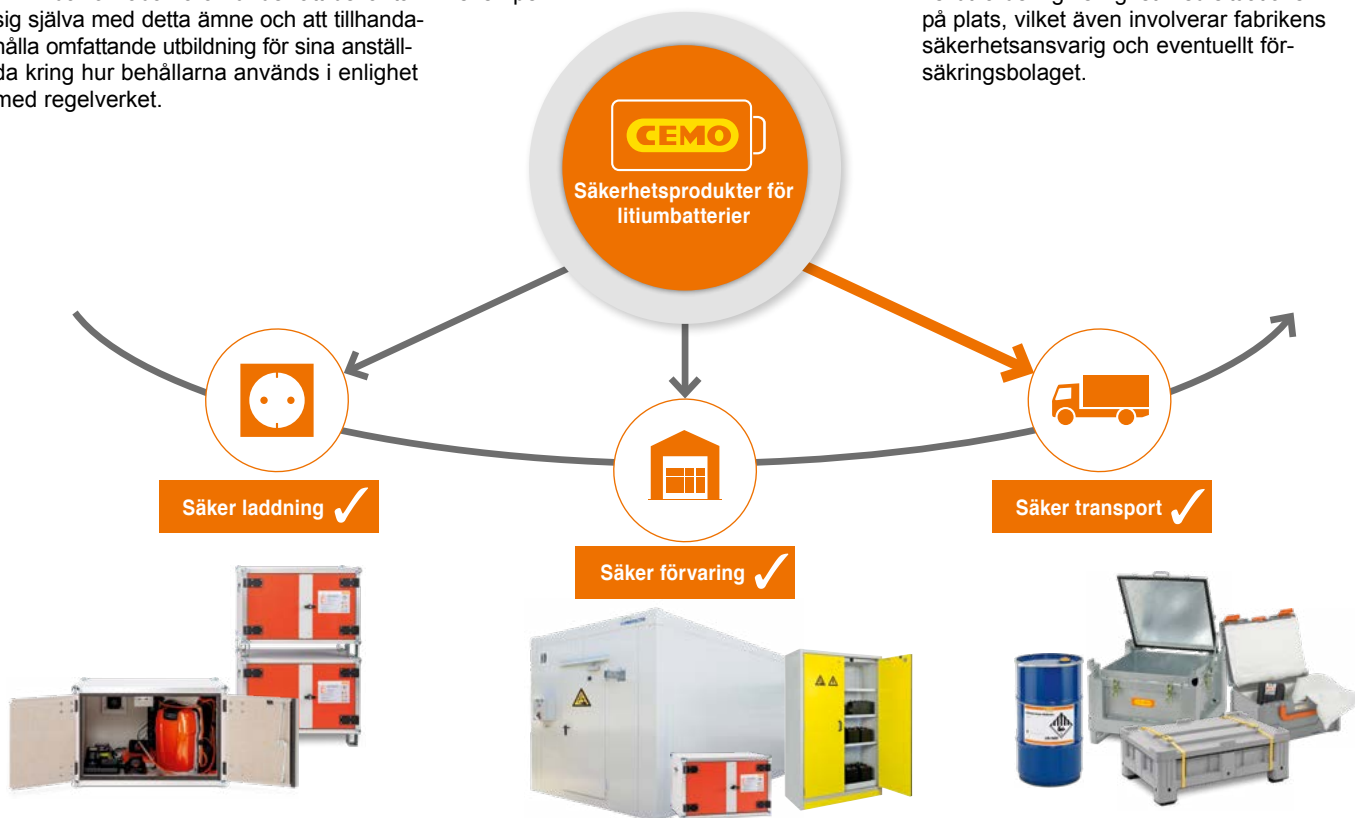 sig själva med detta ämne och att tillhanda-
hålla omfattande utbildning för sina anställ-
da kring hur behållarna används i enlighet
med regelverket.
på plats, vilket även involverar fabrikens
säkerhetsansvarig och eventuellt för-
säkringsbolaget.
CEMO
Säkerhetsprodukter för
litiumbatterier
Säker laddning
Säker transport
Säker förvaring